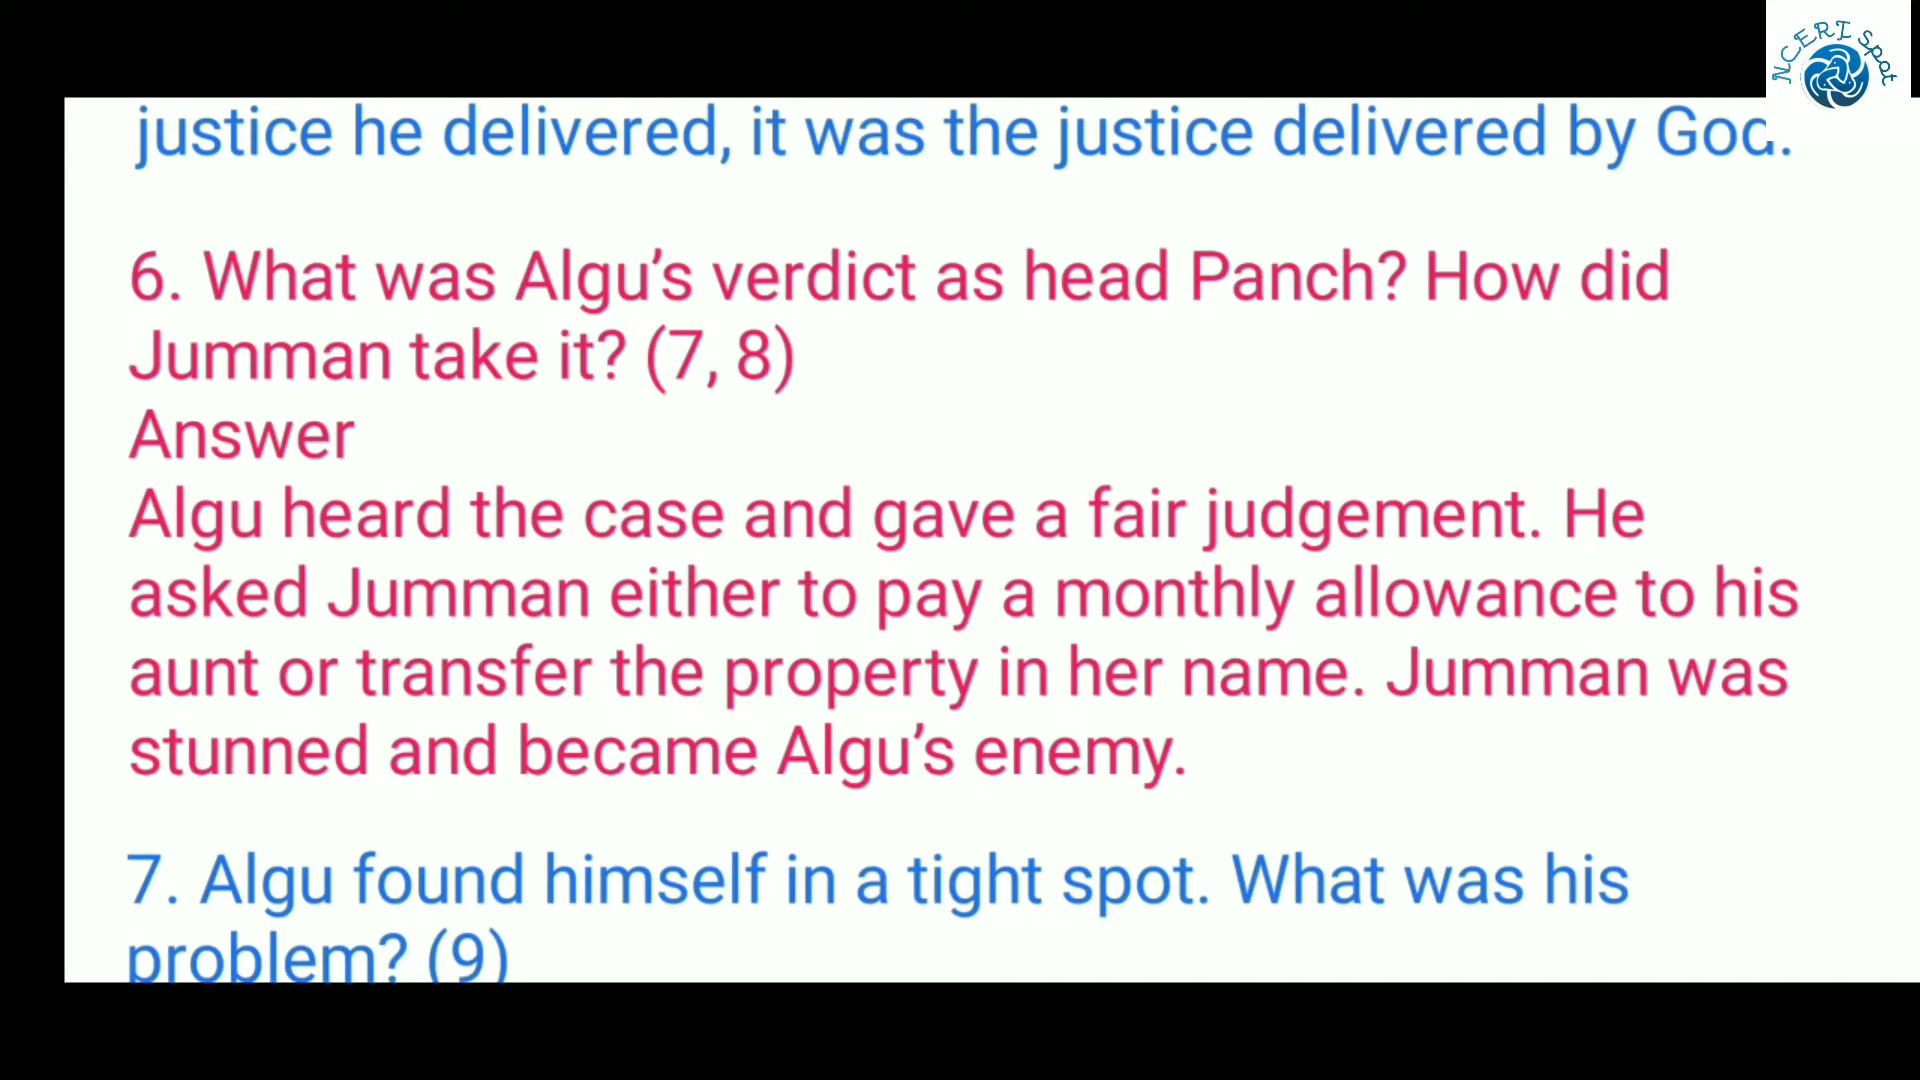 NCERT Spot
justice he delivered, it was the justice delivered by God.
6. What was Algu’s verdict as head Panch? How did
Jumman take it? (7, 8)
Answer
Algu heard the case and gave a fair judgement. He
asked Jumman either to pay a monthly allowance to his
aunt or transfer the property in her name. Jumman was
stunned and became Algu’s enemy.
7. Algu found himself in a tight spot. What was his
problem? (9)